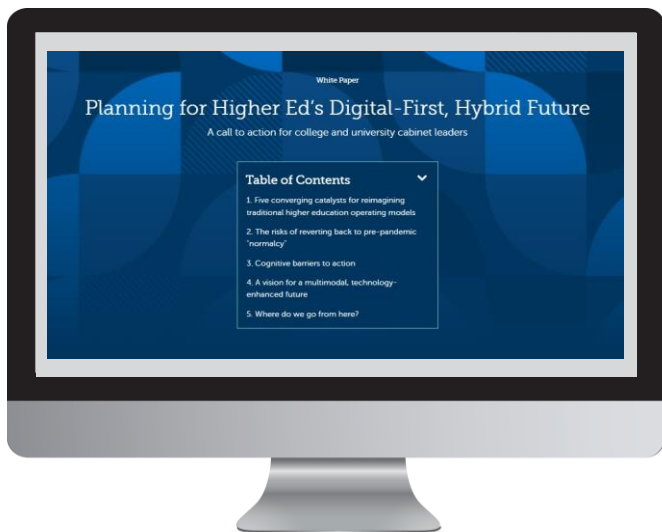 White Paper
Planning for Higher Ed's Digital-First, Hybrid Future
A call to action for college and university cabinet leaders
Table of Contents
1. Five converging catalysts for reimagining
traditional higher education operating models
2. The risks of reverting back to pre-pandemic
"normalcy"
3. Cognitive barriers to action
4. A vision for a multimodal, technology-
enhanced future
5. Where do we go from here?